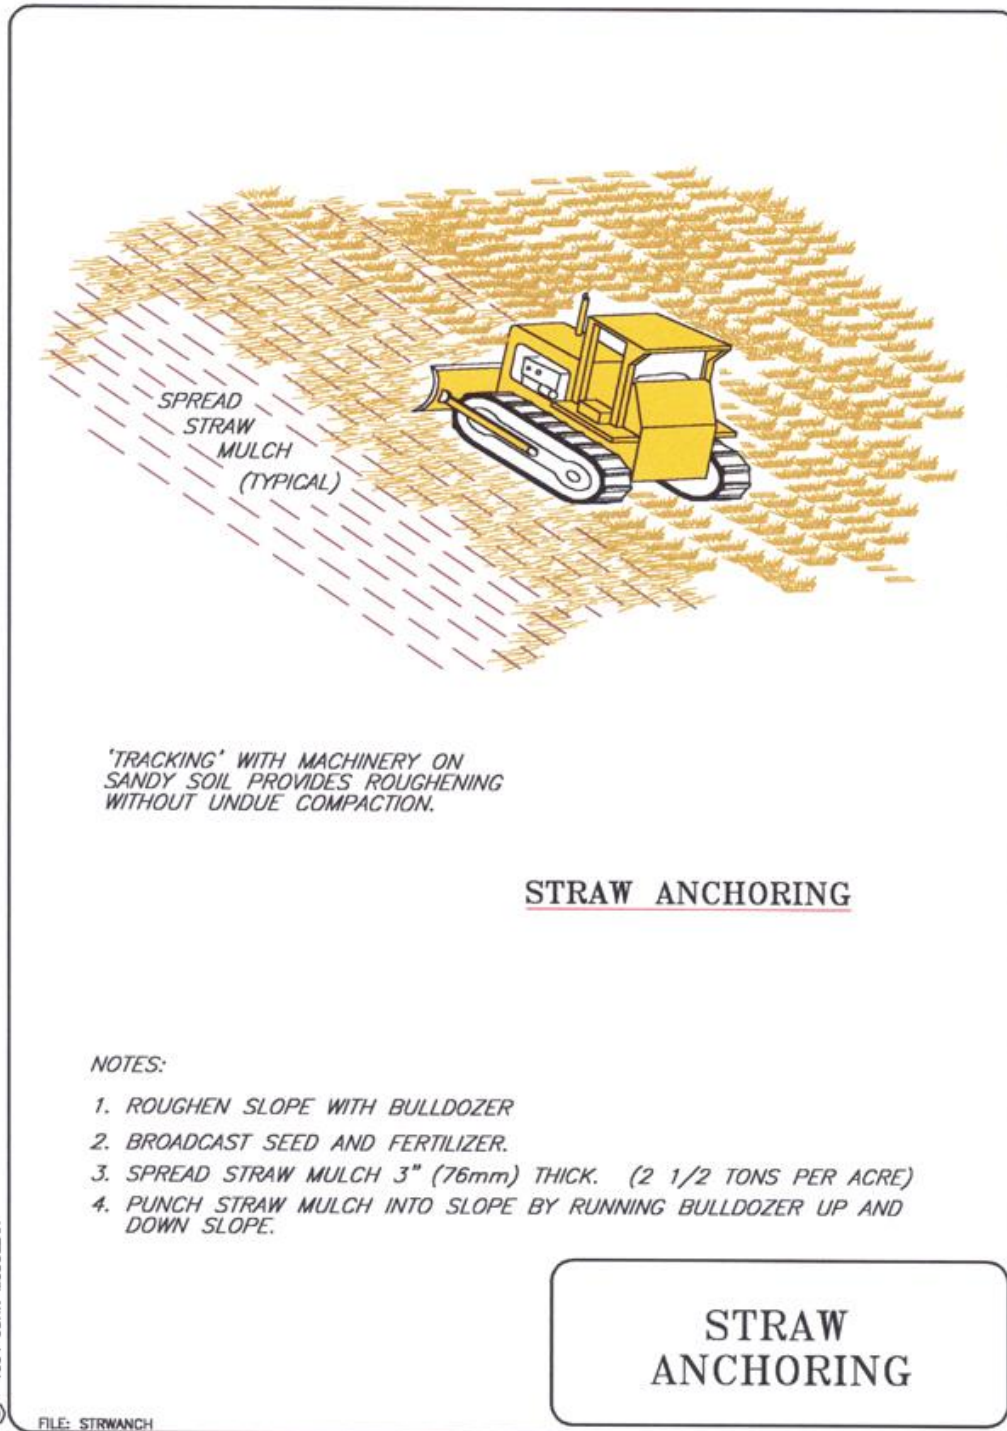 SPREAD
STRAW
MULCH
(TYPICAL)
'TRACKING' WITH MACHINERY ON
SANDY SOIL PROVIDES ROUGHENING
WITHOUT UNDUE COMPACTION.
STRAW ANCHORING
NOTES:
1. ROUGHEN SLOPE WITH BULLDOZER
2. BROADCAST SEED AND FERTILIZER.
3. SPREAD STRAW MULCH 3" (76mm) THICK. (2 1/2 TONS PER ACRE)
4. PUNCH STRAW MULCH INTO SLOPE BY RUNNING BULLDOZER UP AND
DOWN SLOPE.
STRAW
ANCHORING
FILE: STRWANCH